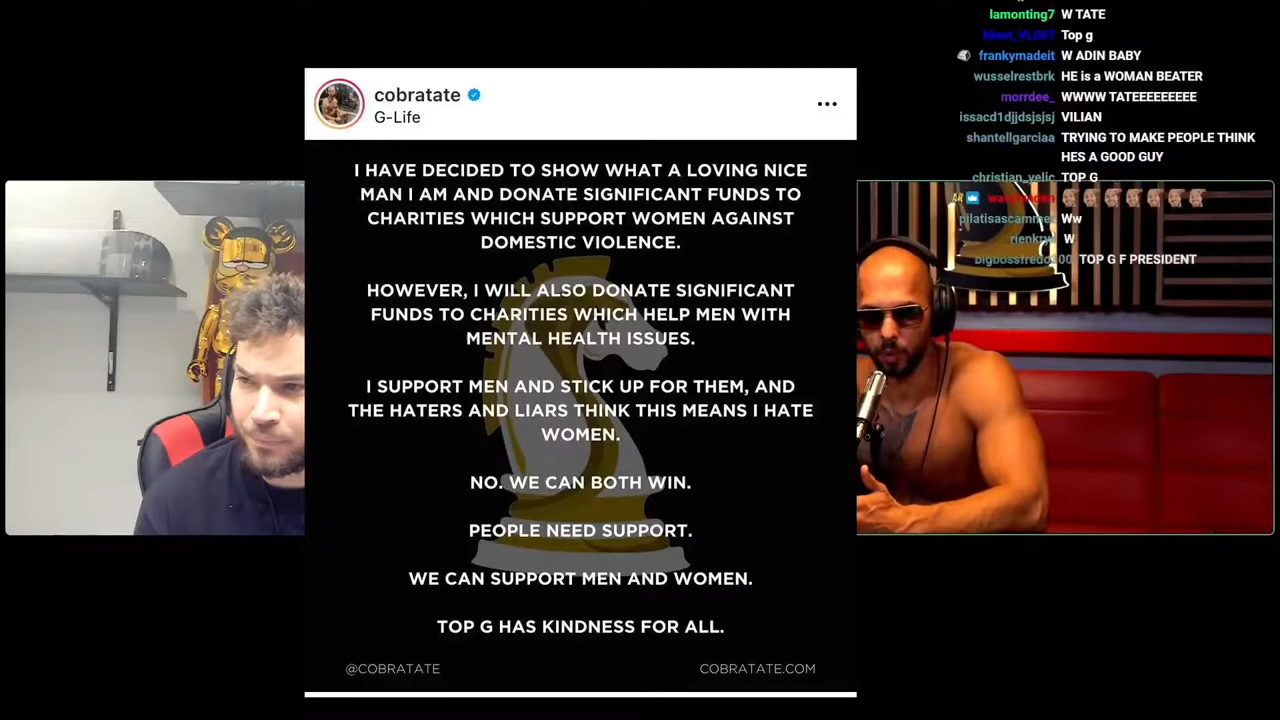 cobratate
G-Life
I HAVE DECIDED TO SHOW WHAT A LOVING NICE
MAN I AM AND DONATE SIGNIFICANT FUNDS TO
CHARITIES WHICH SUPPORT WOMEN AGAINST
DOMESTIC VIOLENCE.
HOWEVER, I WILL ALSO DONATE SIGNIFICANT
FUNDS TO CHARITIES WHICH HELP MEN WITH
MENTAL HEALTH ISSUES.
I SUPPORT MEN AND STICK UP FOR THEM, AND
THE HATERS AND LIARS THINK THIS MEANS I HATE
WOMEN.
NO. WE CAN BOTH WIN.
PEOPLE NEED SUPPORT.
WE CAN SUPPORT MEN AND WOMEN.
TOP G HAS KINDNESS FOR ALL.
@COBRATATE
COBRATATE.COM
lamonting7 W TATE
Top g
frankymadeit W ADIN BABY
wusselrestbrk HE is a WOMAN BEATER
morrdee_ WWWW TATEEEEEEEEE
issacd1djjdsjsjsj VILIAN
shantellgarciaa TRYING TO MAKE PEOPLE THINK
HES A GOOD GUY
christian_velic TOP G
pilatisascammer Ww
W
TOP G F PRESIDENT